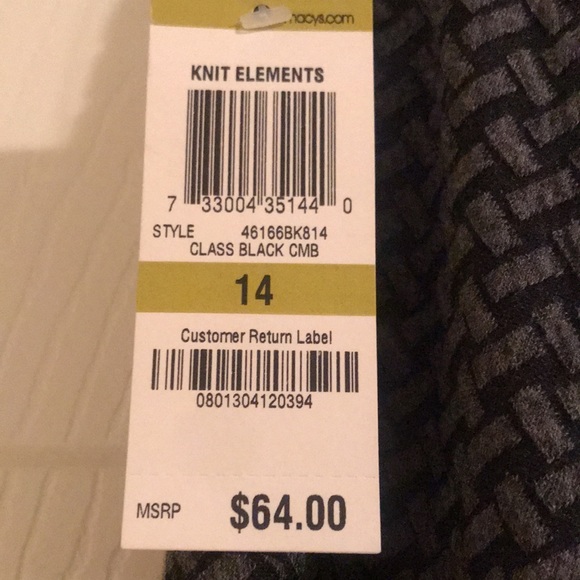 macys.com
KNIT ELEMENTS
7 33004 35144 0
STYLE 46166BK814
CLASS BLACK CMB
14
Customer Return Label
0801304120394
MSRP $64.00